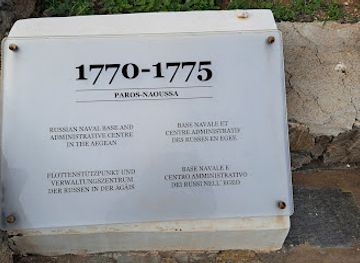 1770-1775
PAROS-NAOUSSA
RUSSIAN NAVAL BASE AND
ADMINISTRATIVE CENTRE
IN THE AEGEAN
BASE NAVALE ET
CENTRE ADMINISTRATIF
DES RUSSES EN EGEE
FLOTTENSTÜTZPUNKT UND
VERWALTUNGSZENTRUM
DER RUSSEN IN DER AGÄIS
BASE NAVALE E
CENTRO AMMINISTRATIVO
DEI RUSSI NELL' EGEO